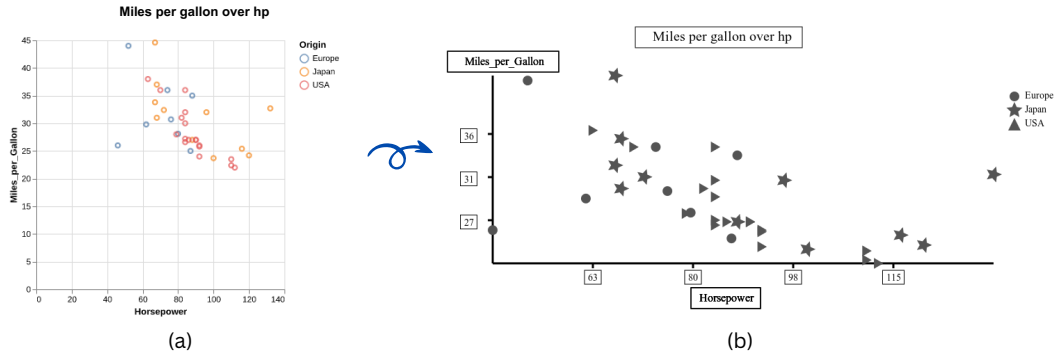 Miles per gallon over hp
Miles_per_Gallon
45
40
35
30
25
20
15
10
5
0
0 20 40 60 80 100 120 140
Horsepower
Origin
Europe
Japan
USA
(a)
Miles per gallon over hp
Miles_per_Gallon
36
31
27
63 80 98 115
Horsepower
Europe
Japan
USA
(b)